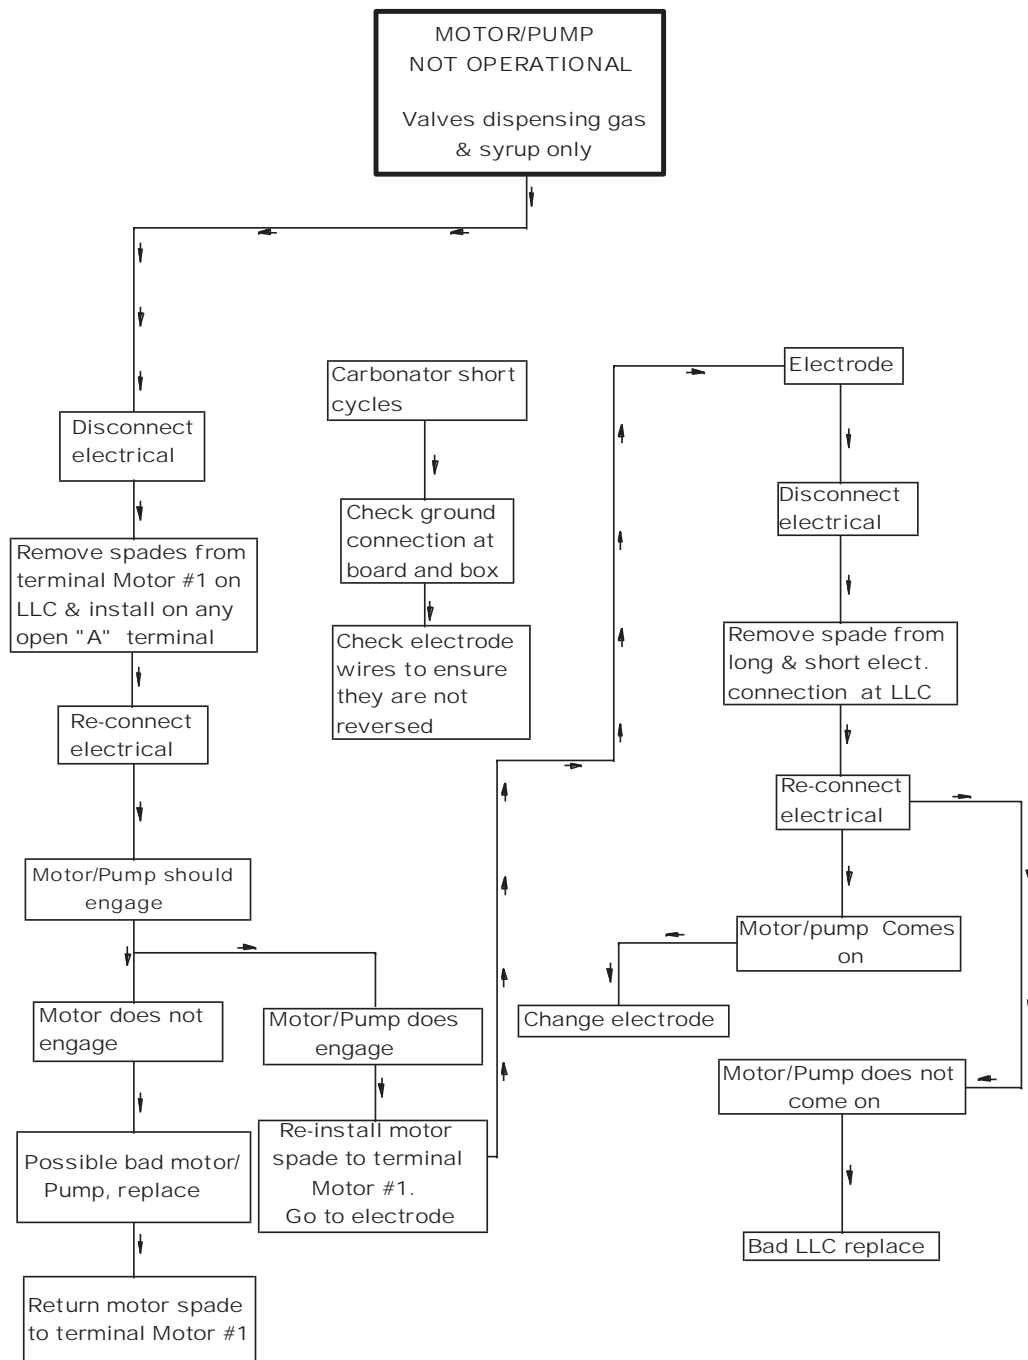 MOTOR/PUMP
NOT OPERATIONAL
Valves dispensing gas
& syrup only
Disconnect
electrical
Remove spades from
terminal Motor #1 on
LLC & install on any
open "A" terminal
Re-connect
electrical
Motor/Pump should
engage
Motor does not
engage
Possible bad motor/
Pump, replace
Return motor spade
to terminal Motor #1
Motor/Pump does
engage
Re-install motor
spade to terminal
Motor #1.
Go to electrode
Carbonator short
cycles
Check ground
connection at
board and box
Check electrode
wires to ensure
they are not
reversed
Electrode
Disconnect
electrical
Remove spade from
long & short elect.
connection at LLC
Re-connect
electrical
Motor/pump Comes
on
Change electrode
Motor/Pump does not
come on
Bad LLC replace